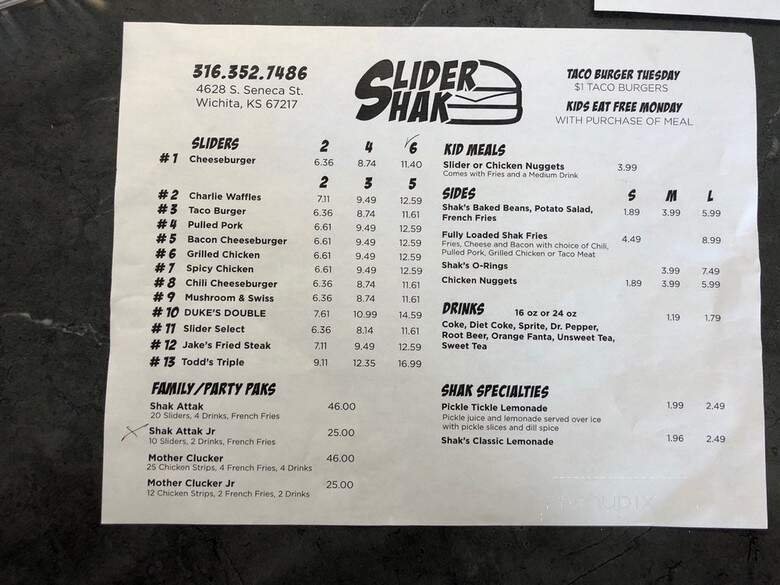 316.352.7486
4628 S. Seneca St.
Wichita, KS 67217
SLIDER
SHAK
TACO BURGER TUESDAY
$1 TACO BURGERS
KIDS EAT FREE MONDAY
WITH PURCHASE OF MEAL
SLIDERS 2 4 6
#1 Cheeseburger 6.36 8.74 11.40
2 3 5
#2 Charlie Waffles 7.11 9.49 12.59
#3 Taco Burger 6.36 8.74 11.61
#4 Pulled Pork 6.61 9.49 12.59
#5 Bacon Cheeseburger 6.61 9.49 12.59
#6 Grilled Chicken 6.61 9.49 12.59
#7 Spicy Chicken 6.61 9.49 12.59
#8 Chili Cheeseburger 6.36 8.74 11.61
#9 Mushroom & Swiss 6.36 8.74 11.61
#10 DUKE'S DOUBLE 7.61 10.99 14.59
#11 Slider Select 6.36 8.14 11.61
#12 Jake's Fried Steak 7.11 9.49 12.59
#13 Todd's Triple 9.11 12.35 16.99
FAMILY/PARTY PAKS
Shak Attak 46.00
20 Sliders, 4 Drinks, French Fries
Shak Attak Jr 25.00
10 Sliders, 2 Drinks, French Fries
Mother Clucker 46.00
25 Chicken Strips, 4 French Fries, 4 Drinks
Mother Clucker Jr 25.00
12 Chicken Strips, 2 French Fries, 2 Drinks
KID MEALS
Slider or Chicken Nuggets 3.99
Comes with Fries and a Medium Drink
SIDES S M L
Shak's Baked Beans, Potato Salad, 1.89 3.99 5.99
French Fries
Fully Loaded Shak Fries 4.49 8.99
Fries, Cheese and Bacon with choice of Chili,
Pulled Pork, Grilled Chicken or Taco Meat
Shak's O-Rings 3.99 7.49
Chicken Nuggets 1.89 3.99 5.99
DRINKS 16 oz or 24 oz 1.19 1.79
Coke, Diet Coke, Sprite, Dr. Pepper,
Root Beer, Orange Fanta, Unsweet Tea,
Sweet Tea
SHAK SPECIALTIES
Pickle Tickle Lemonade 1.99 2.49
Pickle juice and lemonade served over ice
with pickle slices and dill spice
Shak's Classic Lemonade 1.96 2.49